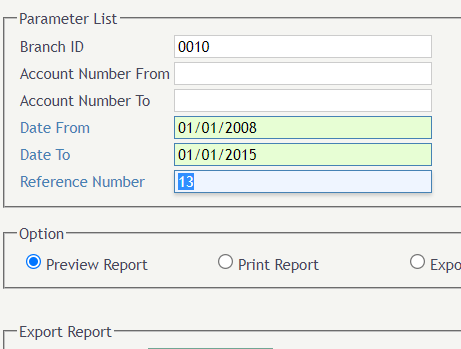 Parameter List
Branch ID 0010
Account Number From
Account Number To
Date From 01/01/2008
Date To 01/01/2015
Reference Number 13
Option
Preview Report Print Report Expo
Export Report